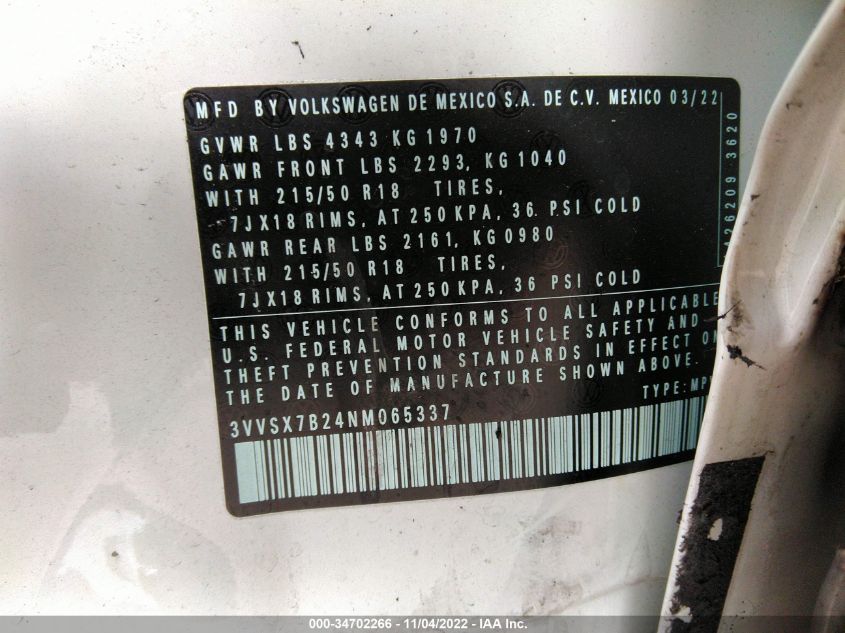 MFD BY VOLKSWAGEN DE MEXICO S.A. DE C.V. MEXICO 03/22
GVWR LBS 4343 KG 1970
GAWR FRONT LBS 2293, KG 1040
WITH 215/50 R18 TIRES,
7JX18 RIMS, AT 250 KPA, 36 PSI COLD
GAWR REAR LBS 2161, KG 0980
WITH 215/50 R18 TIRES,
7JX18 RIMS, AT 250 KPA, 36 PSI COLD
THIS VEHICLE CONFORMS TO ALL APPLICABLE
U.S. FEDERAL MOTOR VEHICLE SAFETY AND
THEFT PREVENTION STANDARDS IN EFFECT ON
THE DATE OF MANUFACTURE SHOWN ABOVE.
TYPE: MPV
3VVSX7B24NM065337
3620
000-34702266 - 11/04/2022 - IAA Inc.